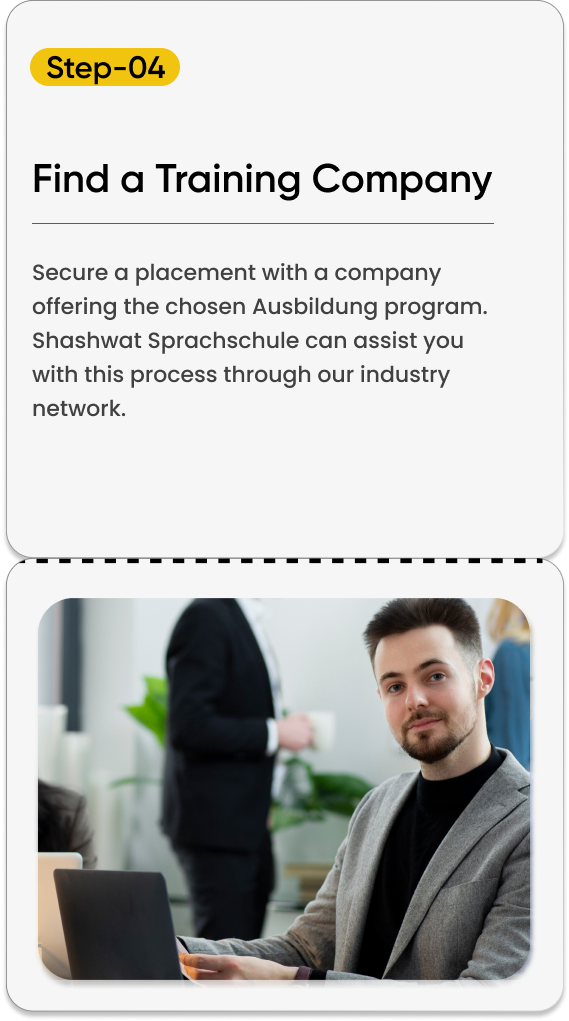 Step-04
Find a Training Company
Secure a placement with a company
offering the chosen Ausbildung program.
Shashwat Sprachschule can assist you
with this process through our industry
network.